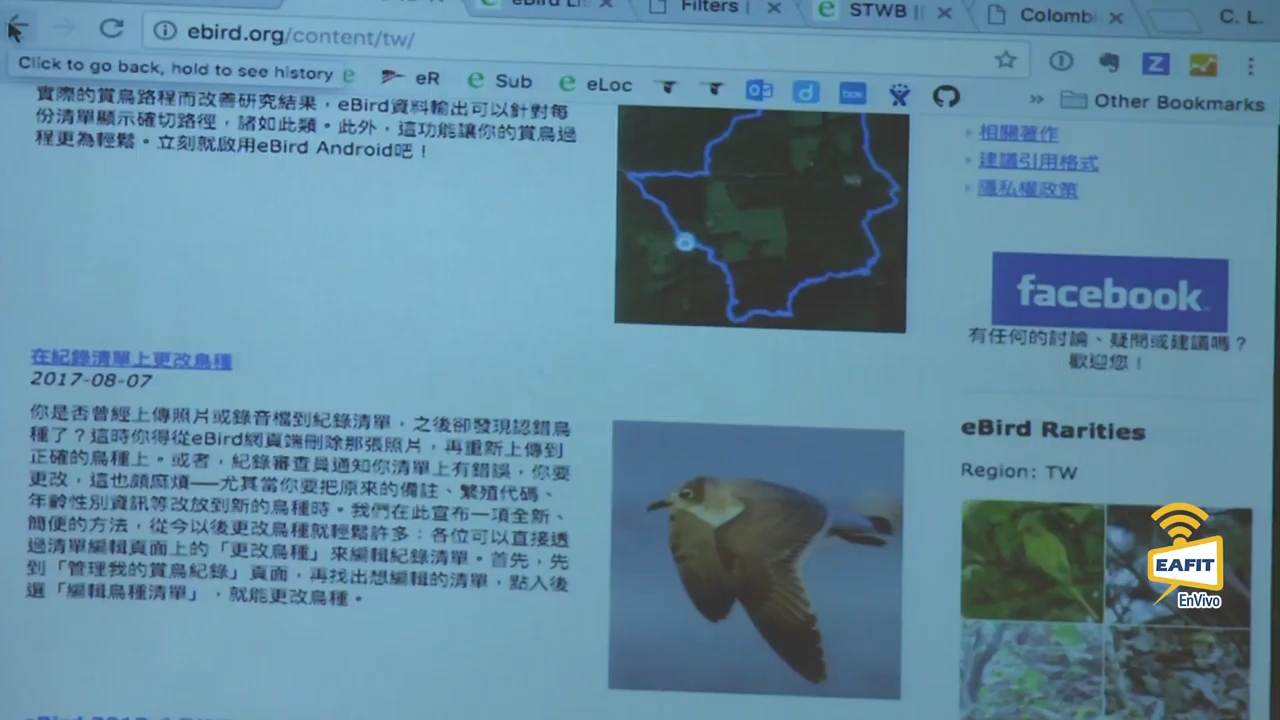 eBird Li
Filters |
STWB ||
Colomb
C. L.
ebird.org/content/tw/
Click to go back, hold to see history
eR
Sub
eLoc
Other Bookmarks
實際的賞鳥路程而改善研究結果，eBird資料輸出可以針對每
份清單顯示確切路徑，諸如此類。此外，這功能讓你的賞鳥過
程更為輕鬆。立刻就啟用eBird Android吧！
相關著作
建議引用格式
隱私權政策
facebook
有任何的討論、疑問或建議嗎？
歡迎您！
在紀錄清單上更改鳥種
2017-08-07
你是否曾經上傳照片或錄音檔到紀錄清單，之後卻發現認錯鳥
種了？這時你得從eBird網頁端刪除那張照片，再重新上傳到
正確的鳥種上。或者，紀錄審查員通知你清單上有錯誤，你要
更改，這也頗麻煩──尤其當你要把原來的備註、繁殖代碼、
年齡性別資訊等改放到新的鳥種時。我們在此宣布一項全新、
簡便的方法，從今以後更改鳥種就輕鬆許多：各位可以直接透
過清單編輯頁面上的「更改鳥種」來編輯紀錄清單。首先，先
到「管理我的賞鳥紀錄」頁面，再找出想編輯的清單，點入後
選「編輯鳥種清單」，就能更改鳥種。
eBird Rarities
Region: TW
EAFIT
EnVivo